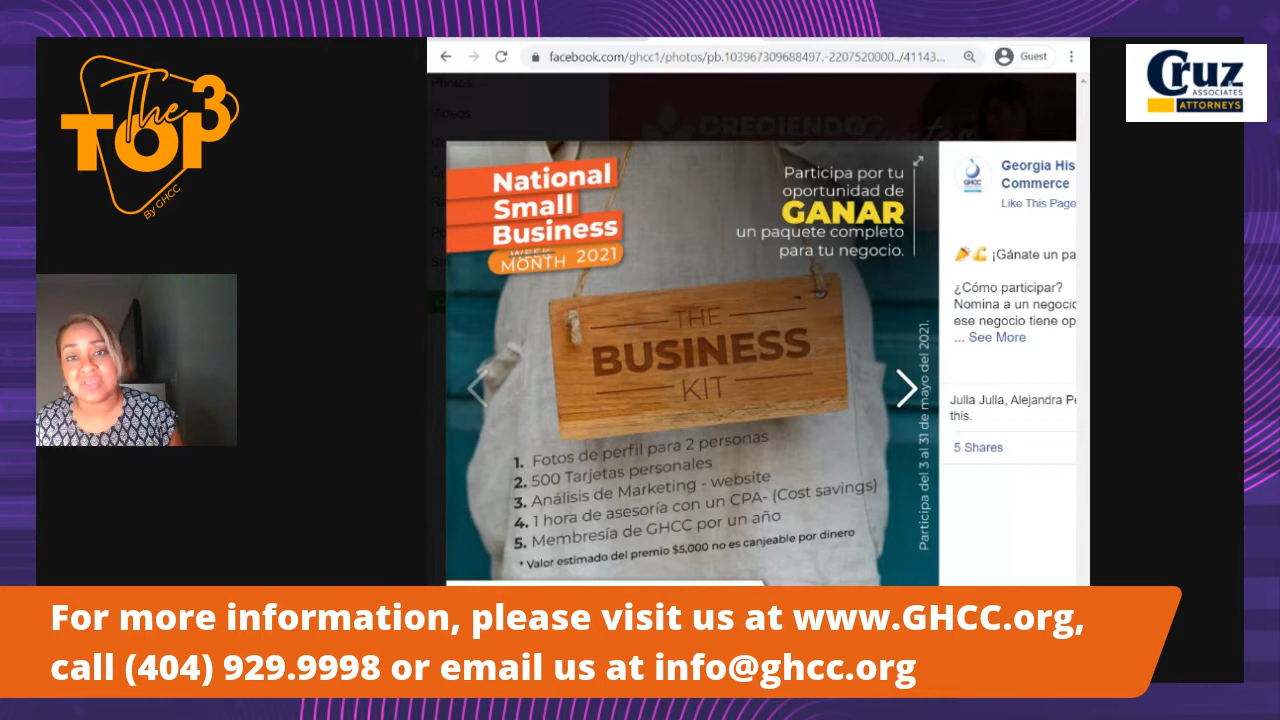 The
TOP 3
By GHCC
facebook.com/ghcc1/photos/pb.103967309688497.-2207520000../41143...
Guest
Cruz
ASSOCIATES
ATTORNEYS
Photos
CRECIENDO
Juntos
National
Small
Business
WEEK
MONTH 2021
Participa por tu
oportunidad de
GANAR
un paquete completo
para tu negocio.
THE
BUSINESS
KIT
1. Fotos de perfil para 2 personas
2. 500 Tarjetas personales
3. Análisis de Marketing - website
4. 1 hora de asesoría con un CPA- (Cost savings)
5. Membresía de GHCC por un año
* Valor estimado del premio $5,000 no es canjeable por dinero
Participa del 3 al 31 de mayo del 2021.
Georgia His
Commerce
Like This Page
¡Gánate un pa
¿Cómo participar?
Nomina a un negocio
ese negocio tiene op
... See More
Julia Julia, Alejandra Pe
this.
5 Shares
For more information, please visit us at www.GHCC.org,
call (404) 929.9998 or email us at info@ghcc.org